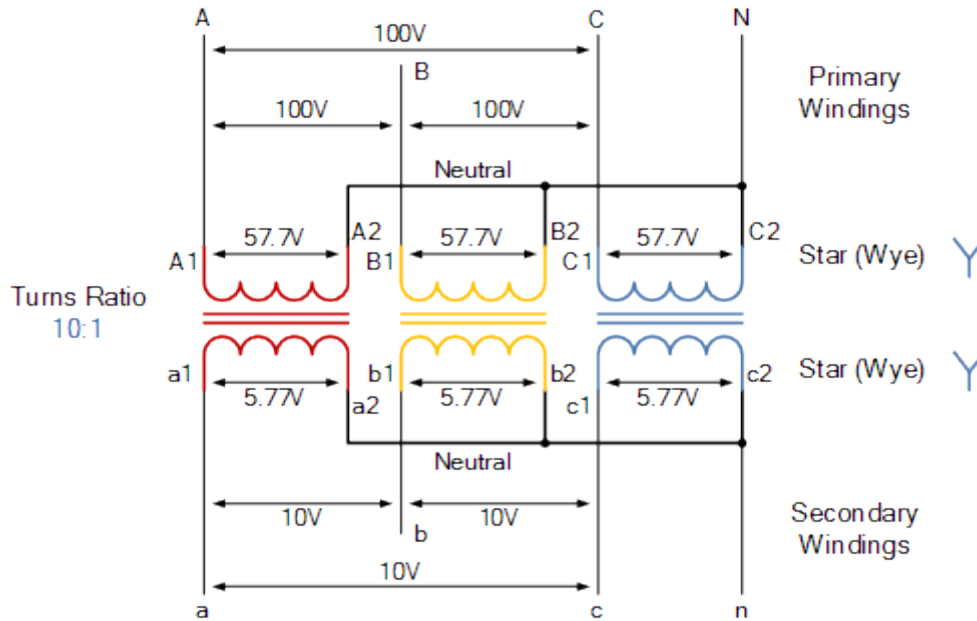 A C N
100V
B
Primary
Windings
100V 100V
Neutral
A1 57.7V A2 B1 57.7V B2 C1 57.7V C2
Star (Wye)
Turns Ratio
10:1
a1 5.77V a2 b1 5.77V b2 c1 5.77V c2
Star (Wye)
Neutral
10V 10V
b
Secondary
Windings
10V
a c n